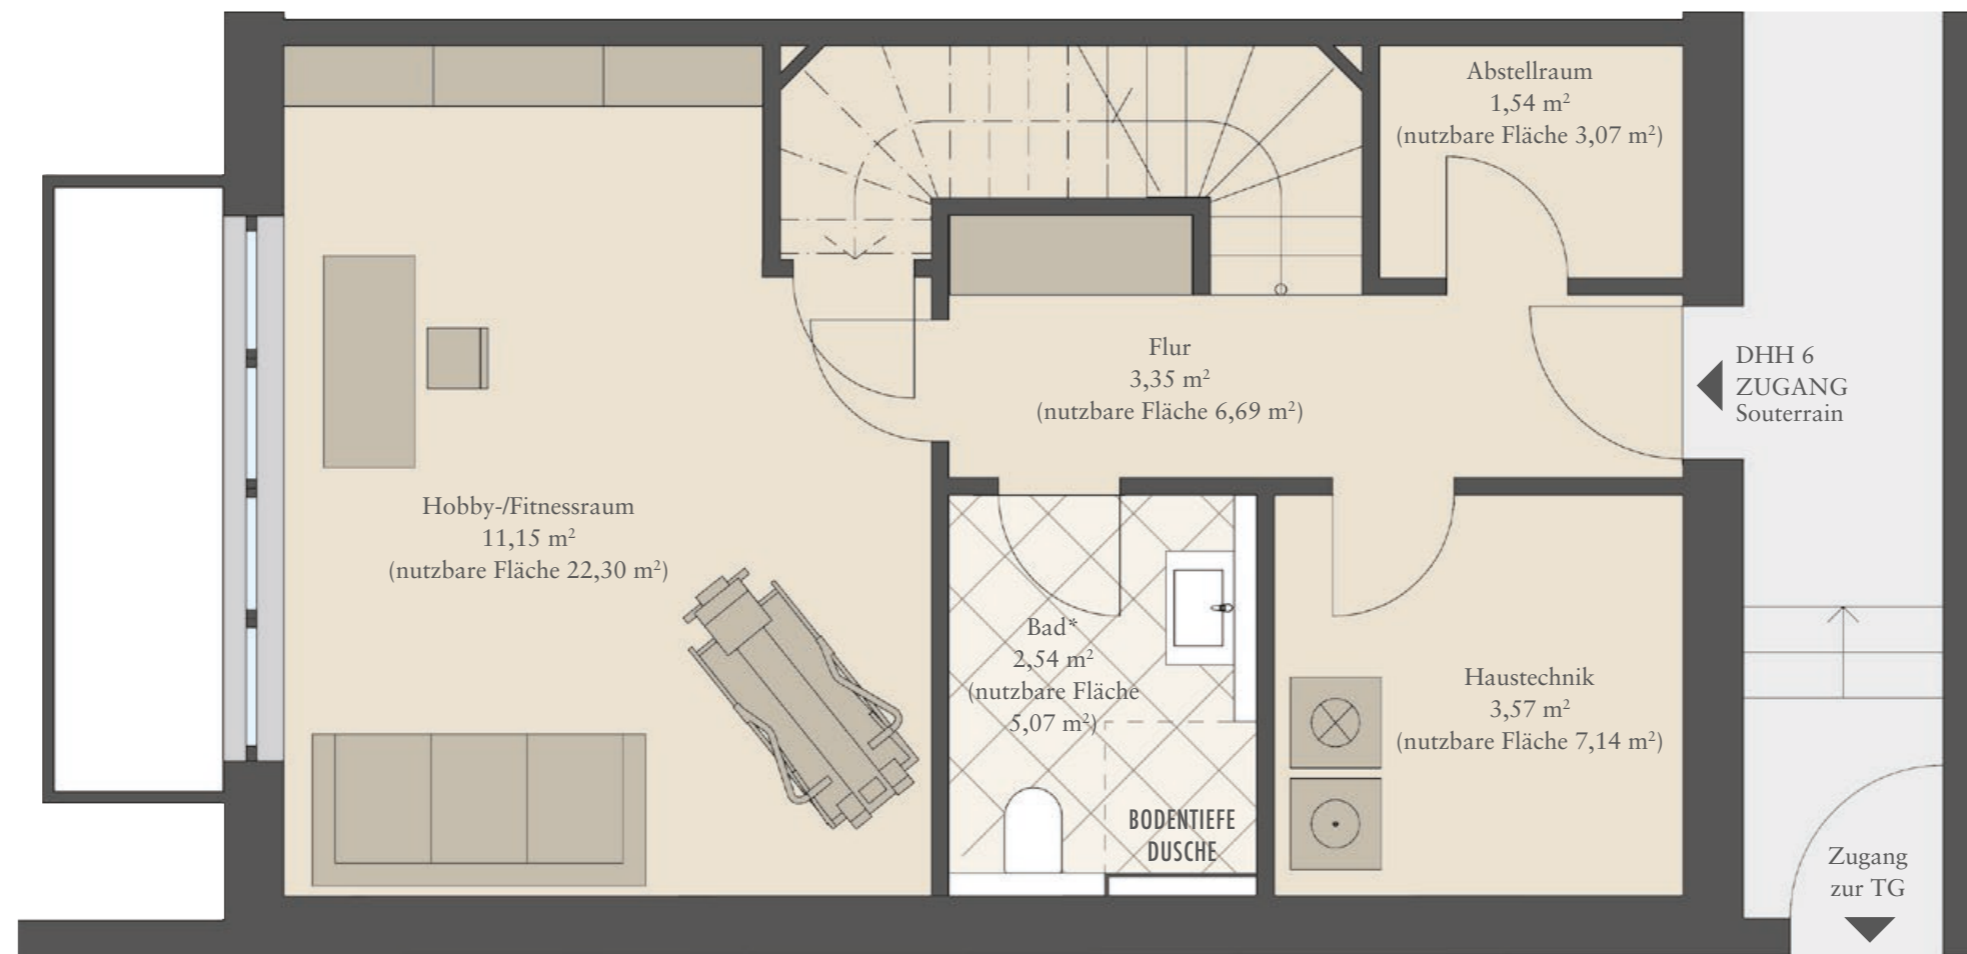 Abstellraum
1,54 m²
(nutzbare Fläche 3,07 m²)
Flur
3,35 m²
(nutzbare Fläche 6,69 m²)
DHH 6
ZUGANG
Souterrain
Hobby-/Fitnessraum
11,15 m²
(nutzbare Fläche 22,30 m²)
Bad*
2,54 m²
(nutzbare Fläche
5,07 m²)
BODENTIEFE
DUSCHE
Haustechnik
3,57 m²
(nutzbare Fläche 7,14 m²)
Zugang
zur TG